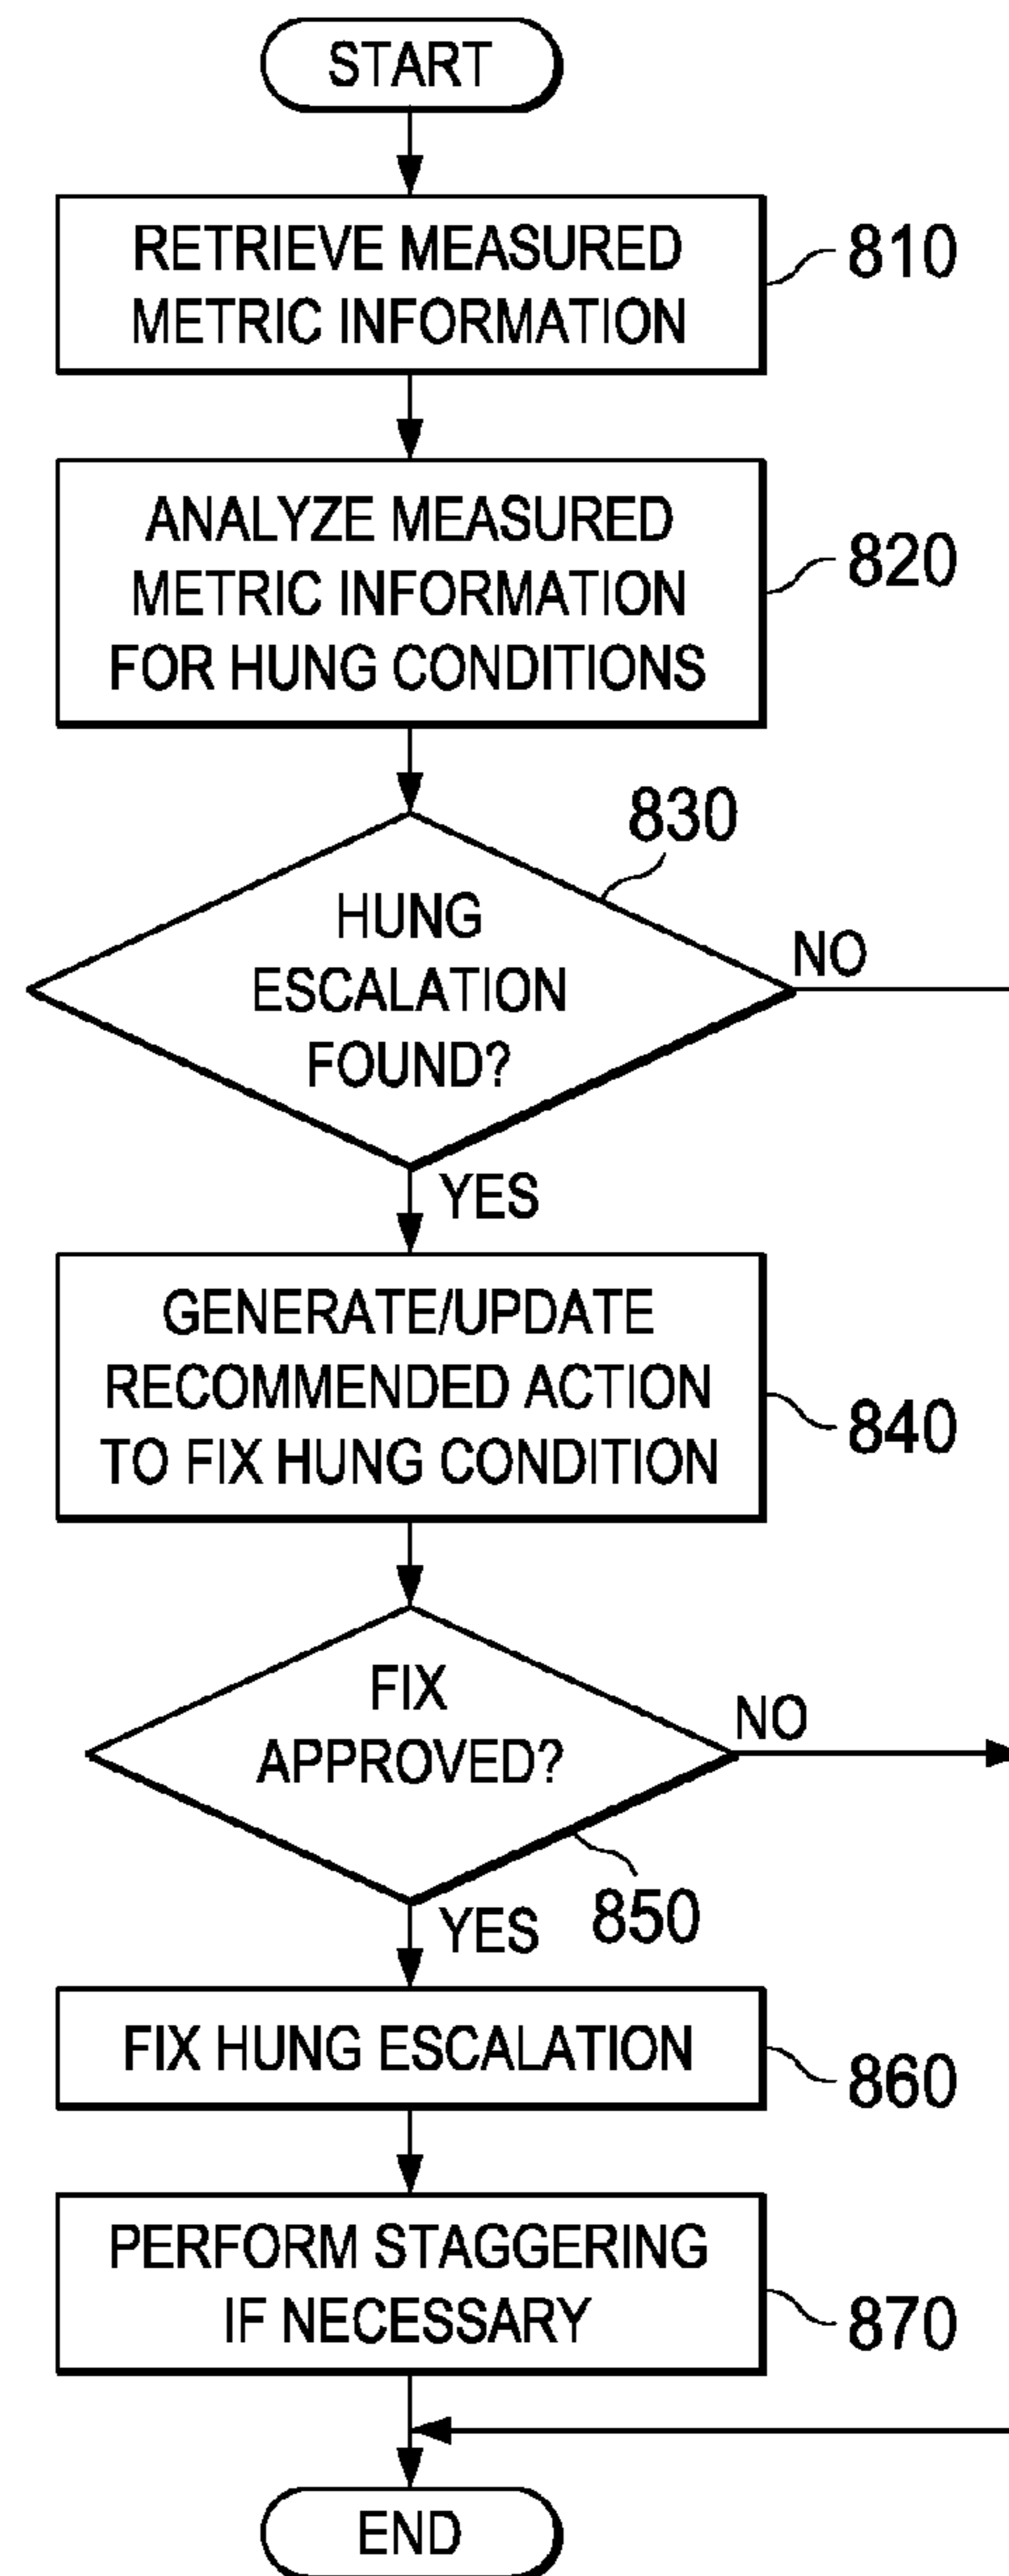 START
RETRIEVE MEASURED
METRIC INFORMATION
810
ANALYZE MEASURED
METRIC INFORMATION
FOR HUNG CONDITIONS
820
830
HUNG
ESCALATION
FOUND?
NO
YES
GENERATE/UPDATE
RECOMMENDED ACTION
TO FIX HUNG CONDITION
840
FIX
APPROVED?
NO
850
YES
FIX HUNG ESCALATION
860
PERFORM STAGGERING
IF NECESSARY
870
END